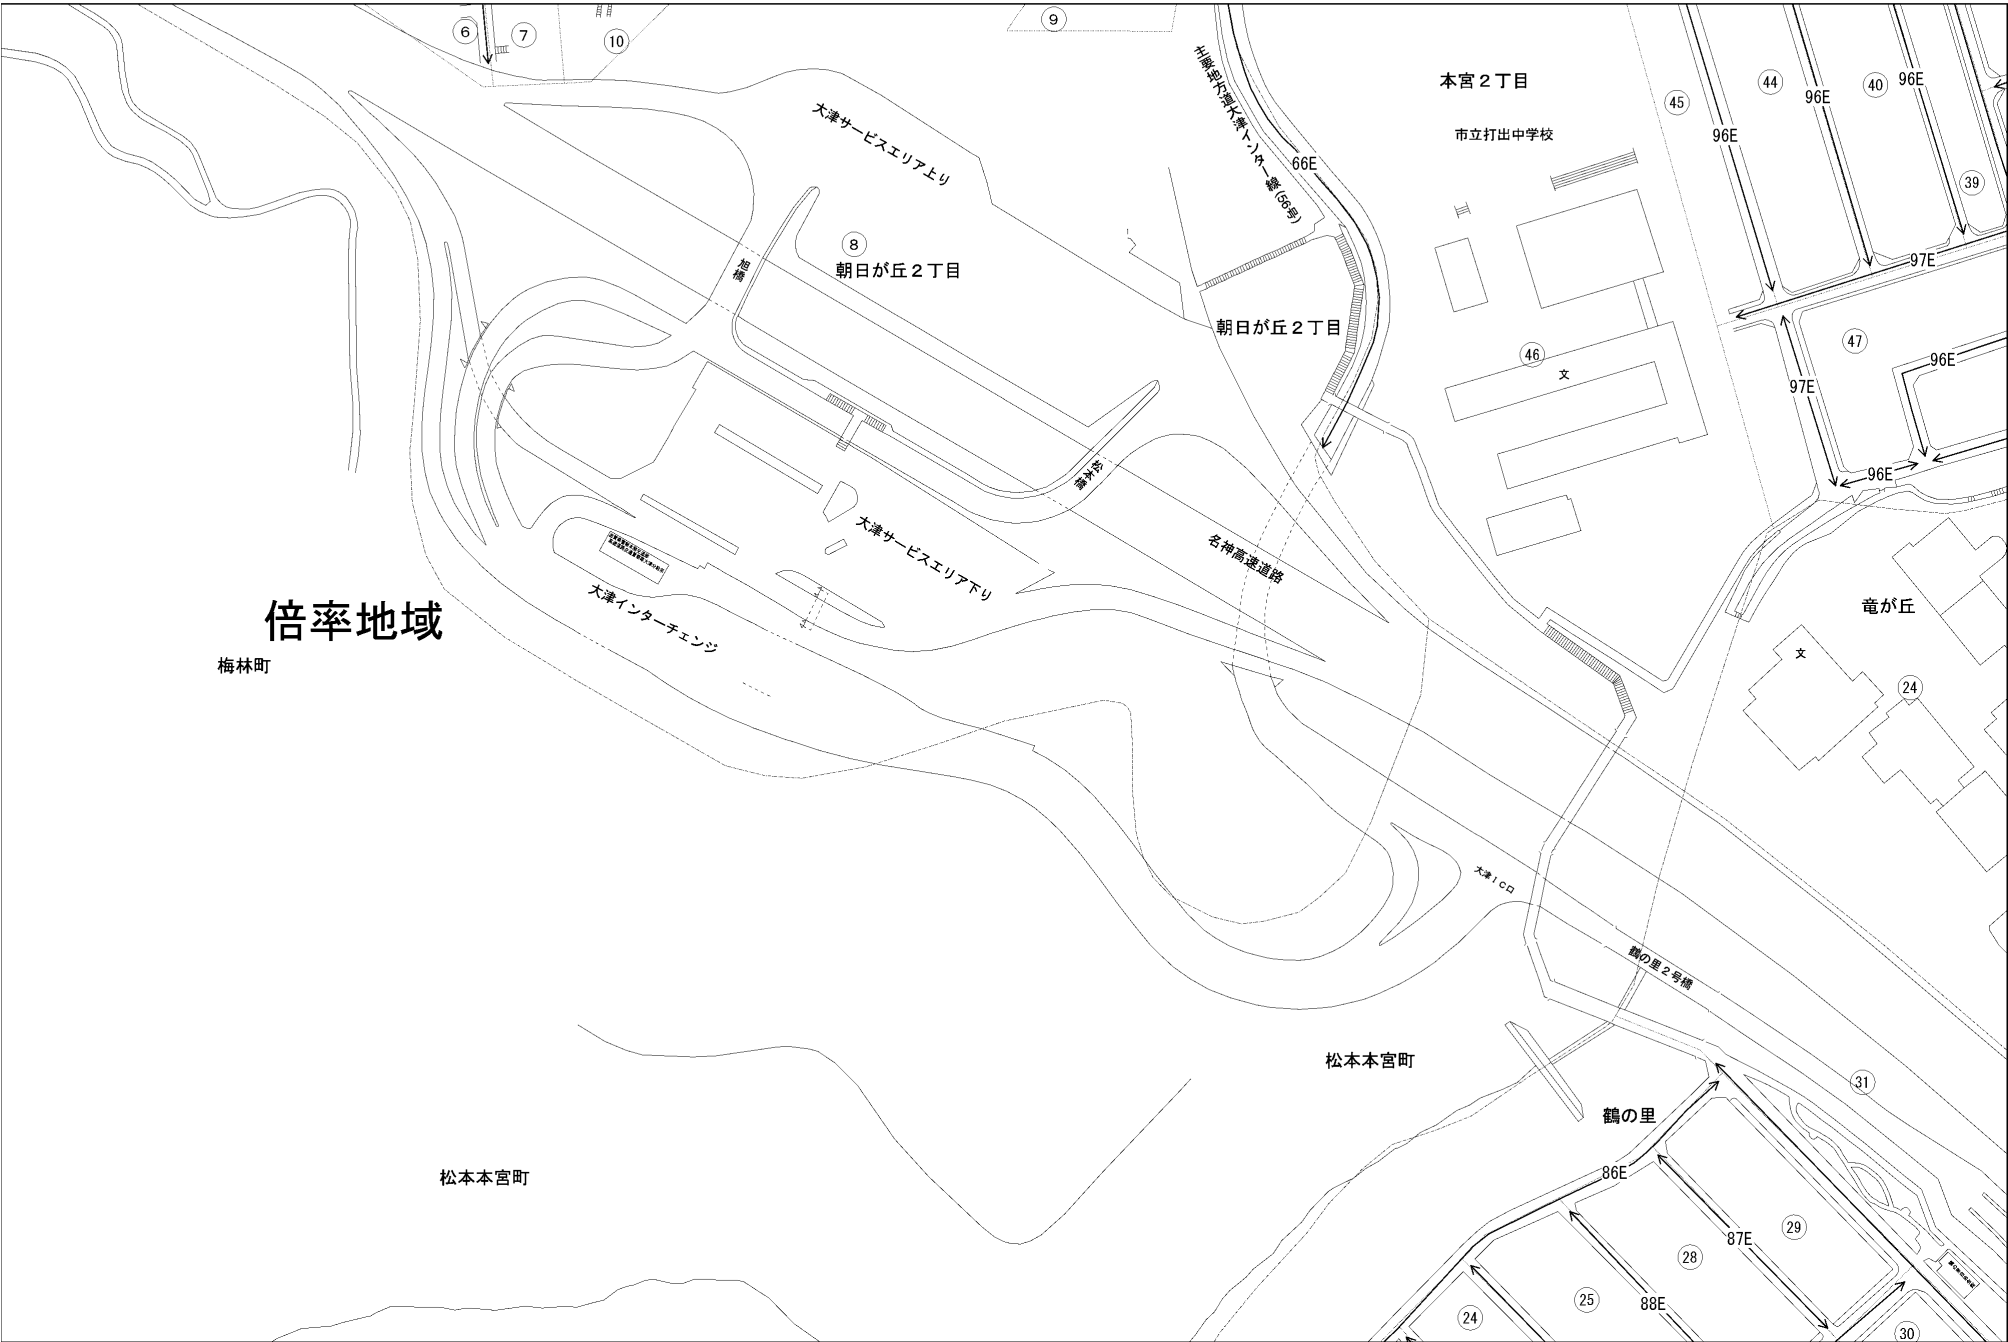 6
7
10
9
主要地方道大津インター線(56号)
66E
本宮２丁目
市立打出中学校
45
44
40
96E
96E
96E
39
97E
大津サービスエリア上り
8
朝日が丘２丁目
旭橋
朝日が丘２丁目
46
文
47
96E
97E
96E
松本橋
大津サービスエリア下り
名神高速道路
大津インターチェンジ
倍率地域
梅林町
竜が丘
文
24
大津ＩＣ口
鶴の里２号橋
松本本宮町
31
鶴の里
松本本宮町
86E
87E
29
28
88E
25
24
30